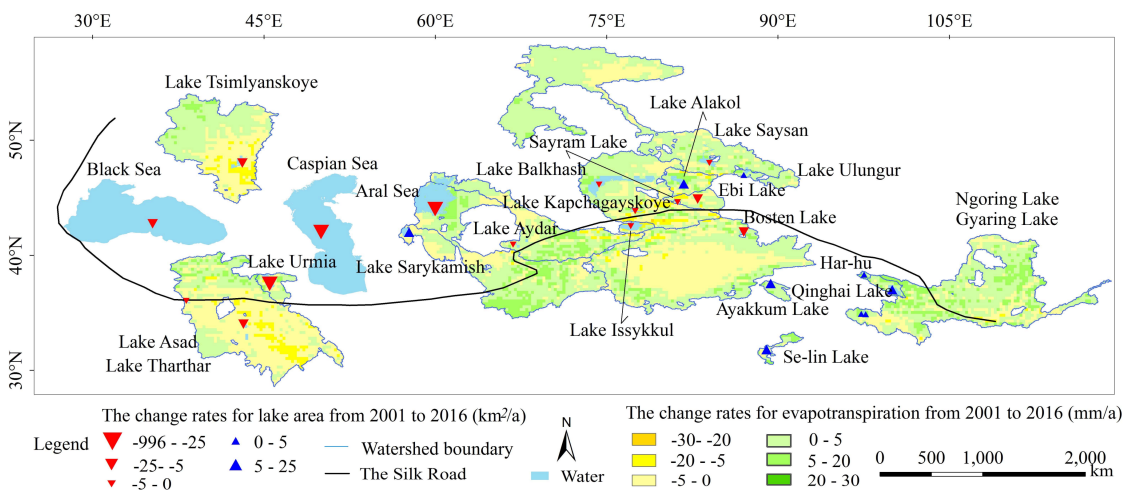 30°E 45°E 60°E 75°E 90°E 105°E
50°N
40°N
30°N
Lake Tsimlyanskoye
Black Sea
Caspian Sea
Aral Sea
Lake Urmia
Lake Asad
Lake Tharthar
Lake Sarykamish
Lake Aydar
Lake Balkhash
Lake Kapchagayskoye
Sayram Lake
Lake Alakol
Lake Saysan
Lake Ulungur
Ebi Lake
Bosten Lake
Lake Issykkul
Har-hu
Qinghai Lake
Ayakkum Lake
Se-lin Lake
Ngoring Lake
Gyaring Lake
Legend
The change rates for lake area from 2001 to 2016 (km²/a)
-996 - -25
-25- -5
-5 - 0
0 - 5
5 - 25
Watershed boundary
The Silk Road
N
Water
The change rates for evapotranspiration from 2001 to 2016 (mm/a)
-30- -20
-20 - -5
-5 - 0
0 - 5
5 - 20
20 - 30
0 500 1,000 2,000
km